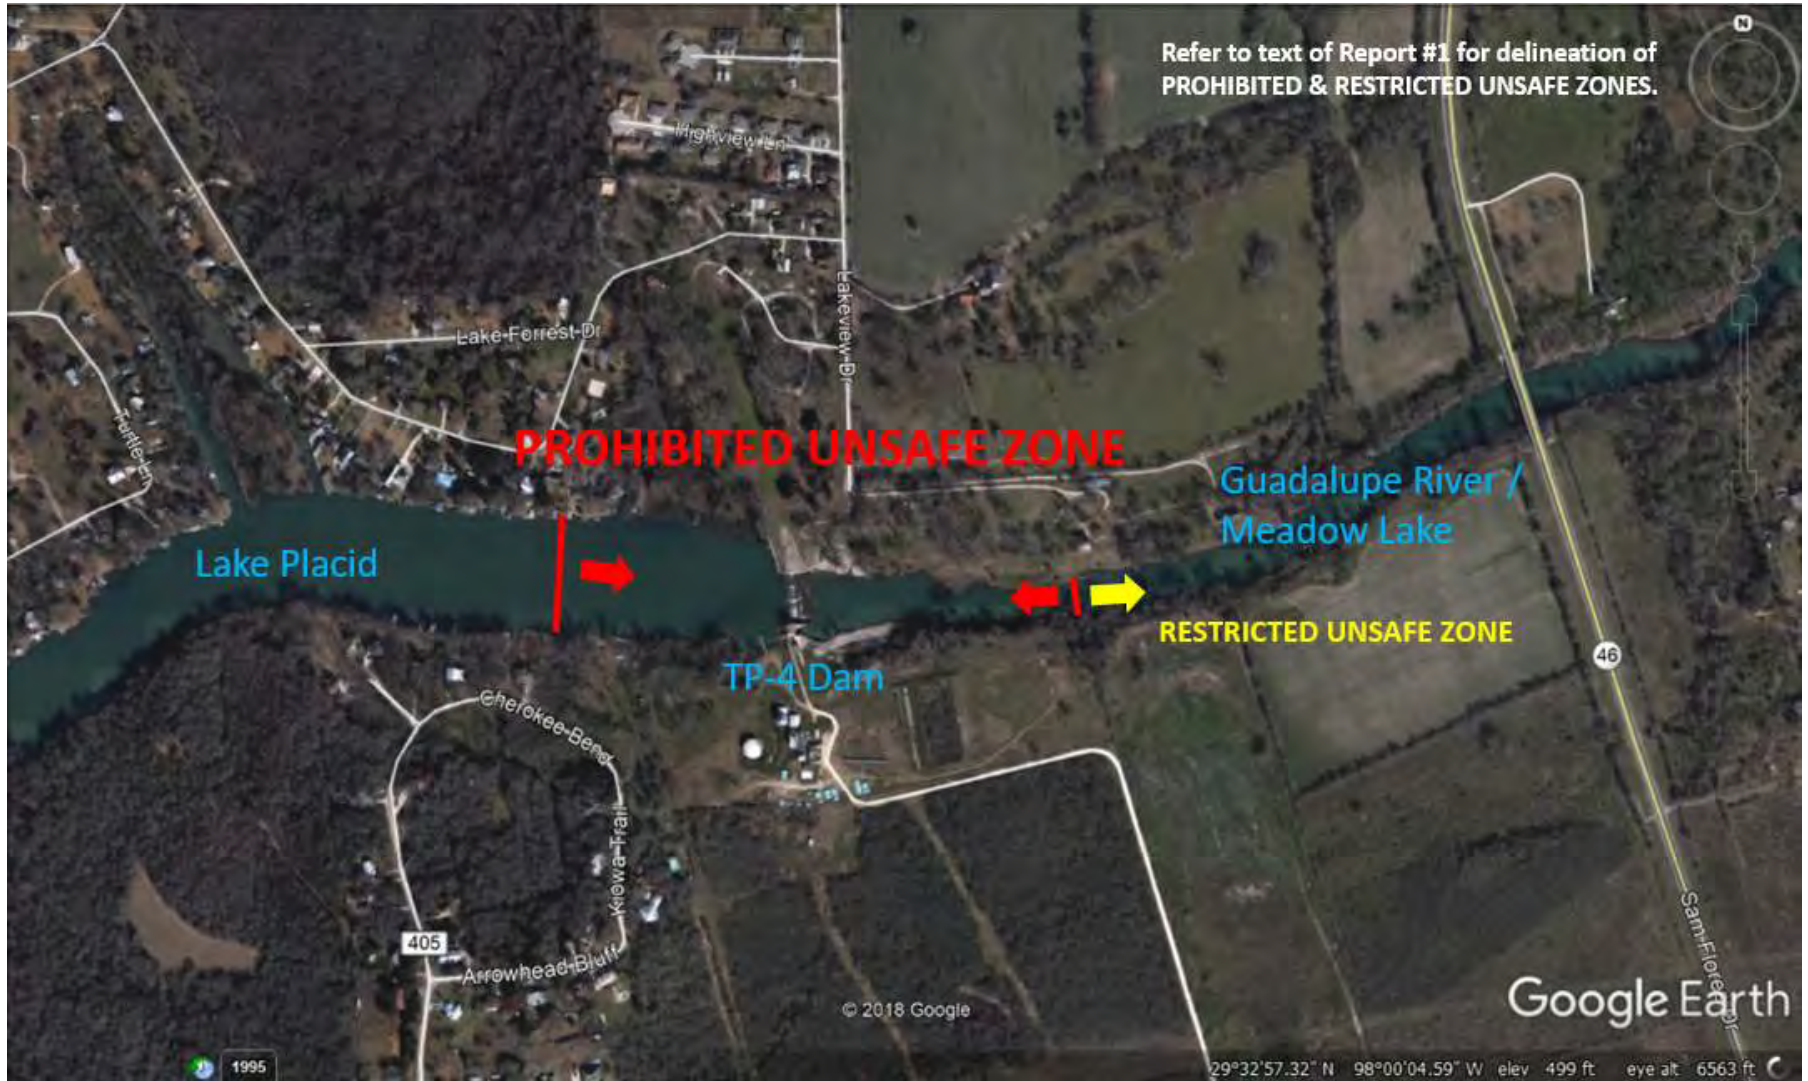 N
Refer to text of Report #1 for delineation of
PROHIBITED & RESTRICTED UNSAFE ZONES.
Highview Ln
Lakeview Dr
Lake Forrest Dr
Turtle Ln
PROHIBITED UNSAFE ZONE
Guadalupe River /
Meadow Lake
Lake Placid
RESTRICTED UNSAFE ZONE
46
TP-4 Dam
Cherokee Bend
Kiowa Trail
405
Arrowhead Bluff
Sam Flores Dr
Google Earth
© 2018 Google
1995
29°32'57.32" N 98°00'04.59" W elev 499 ft eye alt 6563 ft